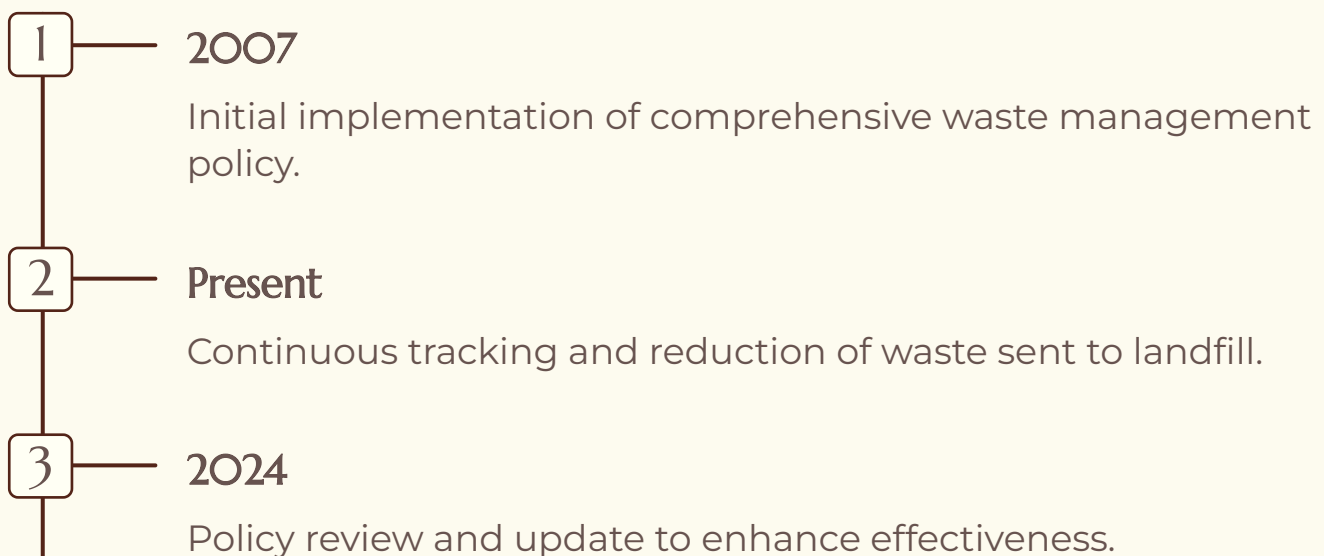 1
2007
Initial implementation of comprehensive waste management
policy.
2
Present
Continuous tracking and reduction of waste sent to landfill.
3
2024
Policy review and update to enhance effectiveness.